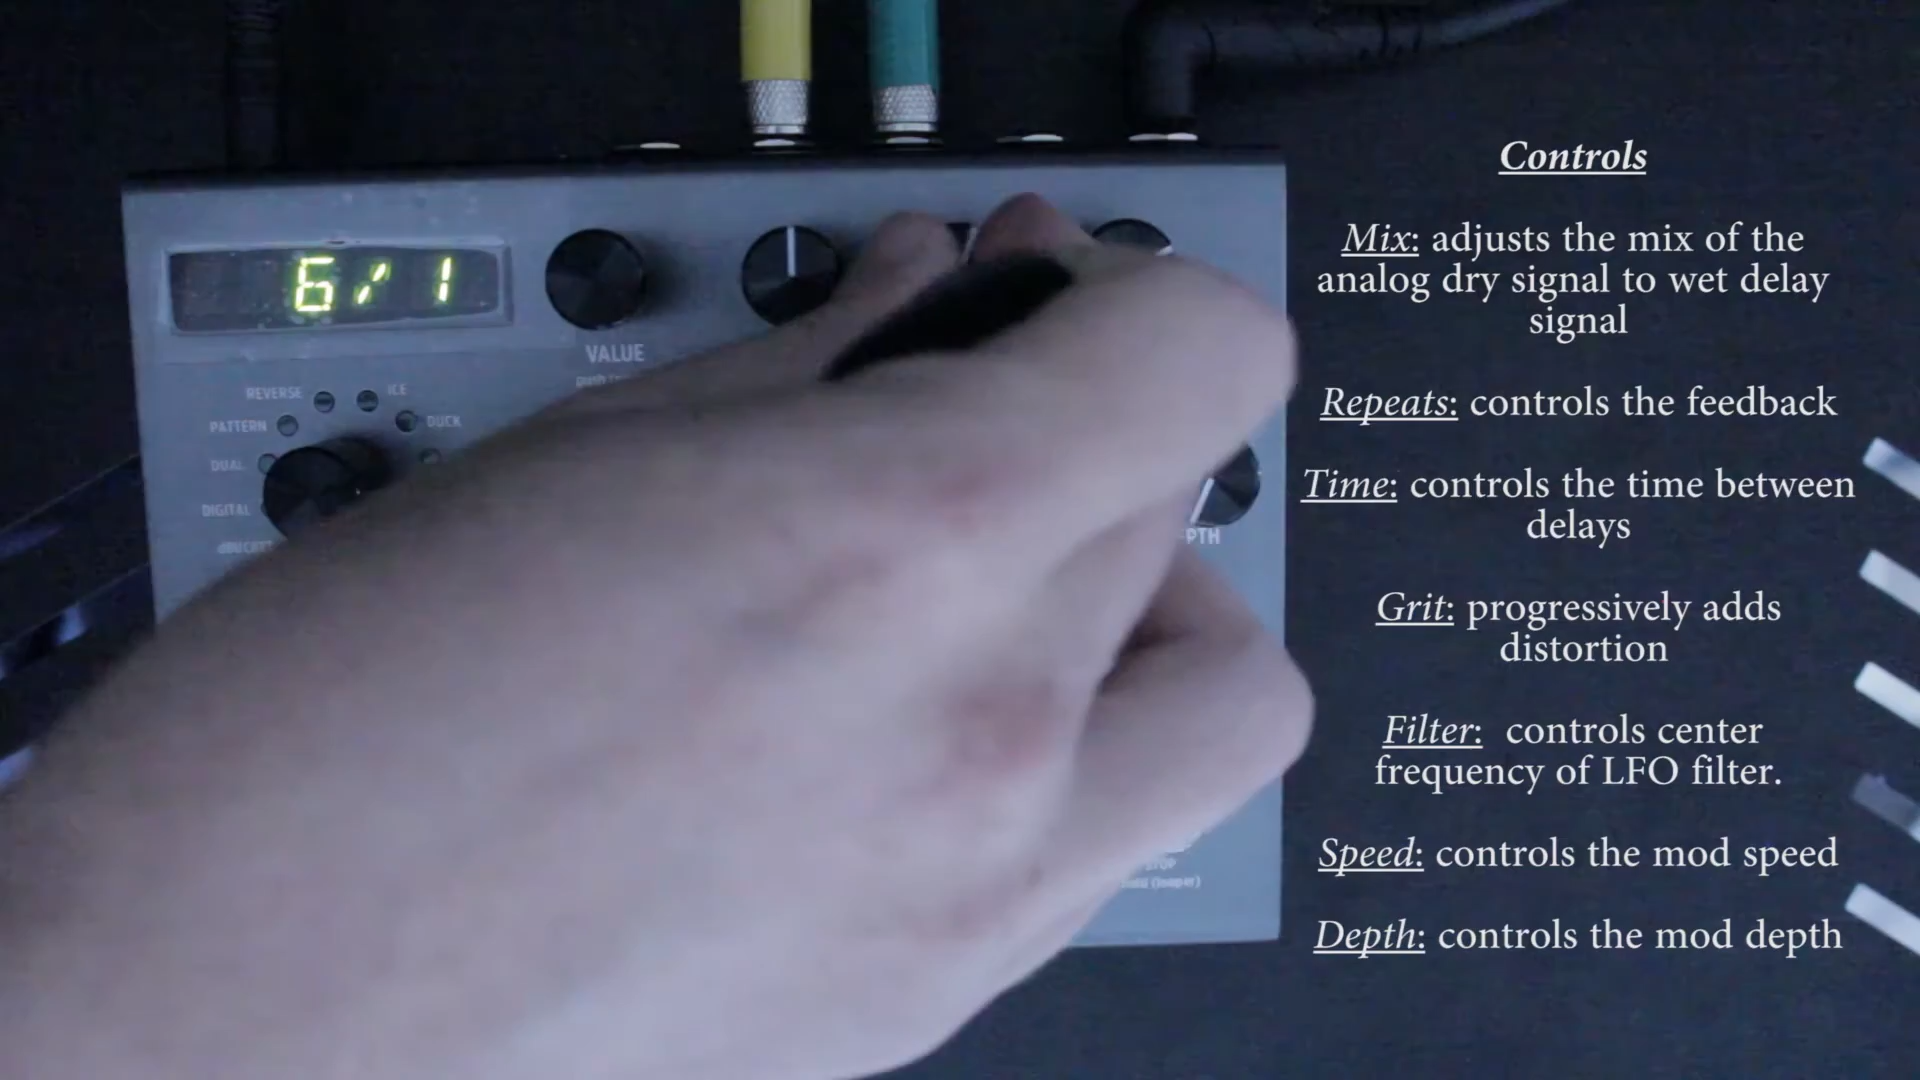 6/ 1
VALUE
REVERSE
ICE
PATTERN
DUCK
DUAL
DIGITAL
dBUCKET
PTH
Controls
Mix: adjusts the mix of the
analog dry signal to wet delay
signal
Repeats: controls the feedback
Time: controls the time between
delays
Grit: progressively adds
distortion
Filter: controls center
frequency of LFO filter.
Speed: controls the mod speed
Depth: controls the mod depth